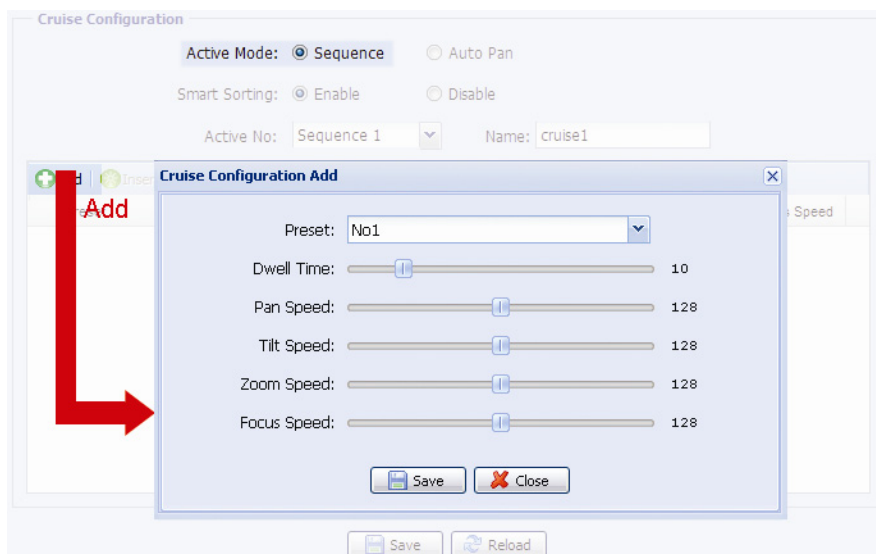 Cruise Configuration
Active Mode: Sequence Auto Pan
Smart Sorting: Enable Disable
Active No: Sequence 1 Name: cruise1
Cruise Configuration Add
Add
Speed
Preset: No1
Dwell Time: 10
Pan Speed: 128
Tilt Speed: 128
Zoom Speed: 128
Focus Speed: 128
Save Close
Save Reload